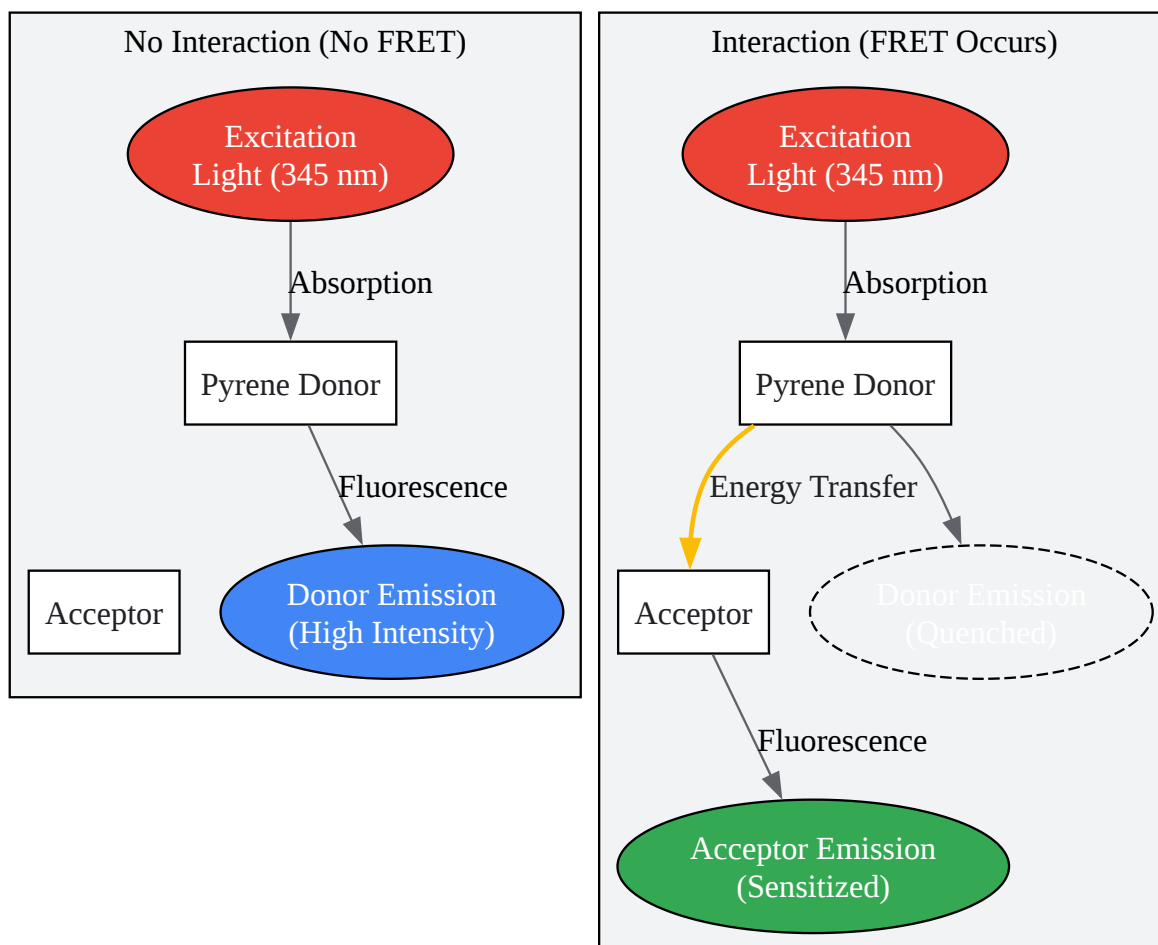 No Interaction (No FRET)
Excitation
Light (345 nm)
Absorption
Pyrene Donor
Fluorescence
Acceptor
Donor Emission
(High Intensity)
Interaction (FRET Occurs)
Excitation
Light (345 nm)
Absorption
Pyrene Donor
Energy Transfer
Acceptor
Donor Emission
(Quenched)
Fluorescence
Acceptor Emission
(Sensitized)